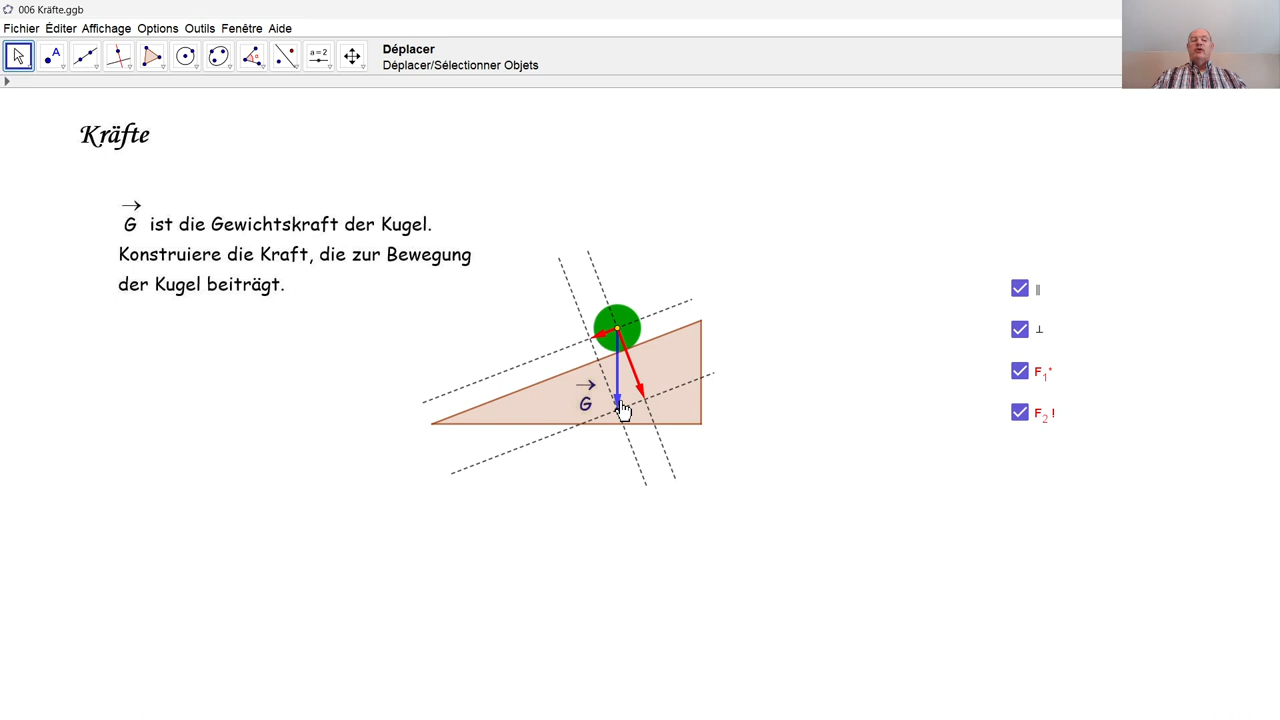 006 Kräfte.ggb
Fichier Éditer Affichage Options Outils Fenêtre Aide
A
a=2
Déplacer
Déplacer/Sélectionner Objets
Kräfte
G ist die Gewichtskraft der Kugel.
Konstruiere die Kraft, die zur Bewegung
der Kugel beiträgt.
G
∥
⊥
F₁"
F₂ !